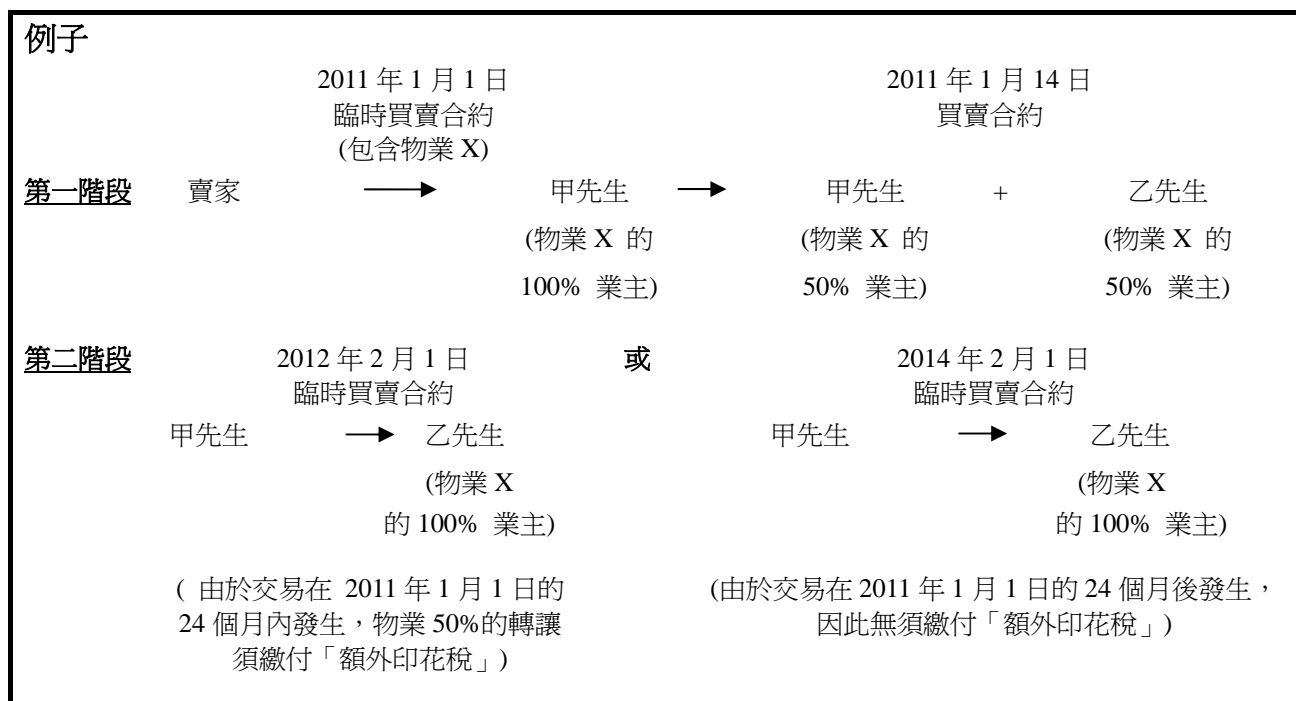 例子
2011 年 1 月 1 日 2011 年 1 月 14 日
臨時買賣合約 買賣合約
(包含物業 X)
第一階段 賣家 → 甲先生 → 甲先生 + 乙先生
(物業 X 的 (物業 X 的 (物業 X 的
100% 業主) 50% 業主) 50% 業主)
第二階段 2012 年 2 月 1 日 或 2014 年 2 月 1 日
臨時買賣合約 臨時買賣合約
甲先生 → 乙先生 甲先生 → 乙先生
(物業 X (物業 X
的 100% 業主) 的 100% 業主)
( 由於交易在 2011 年 1 月 1 日的 (由於交易在 2011 年 1 月 1 日的 24 個月後發生，
24 個月內發生，物業 50%的轉讓 因此無須繳付「額外印花稅」)
須繳付「額外印花稅」)